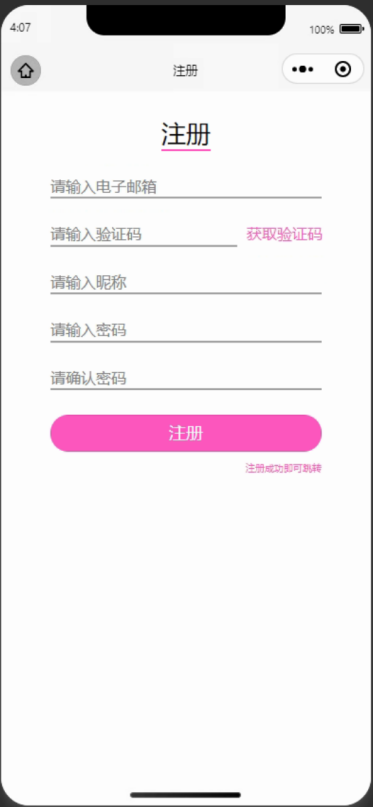 4:07
100%
注册
注册
请输入电子邮箱
请输入验证码 获取验证码
请输入昵称
请输入密码
请确认密码
注册
注册成功即可跳转